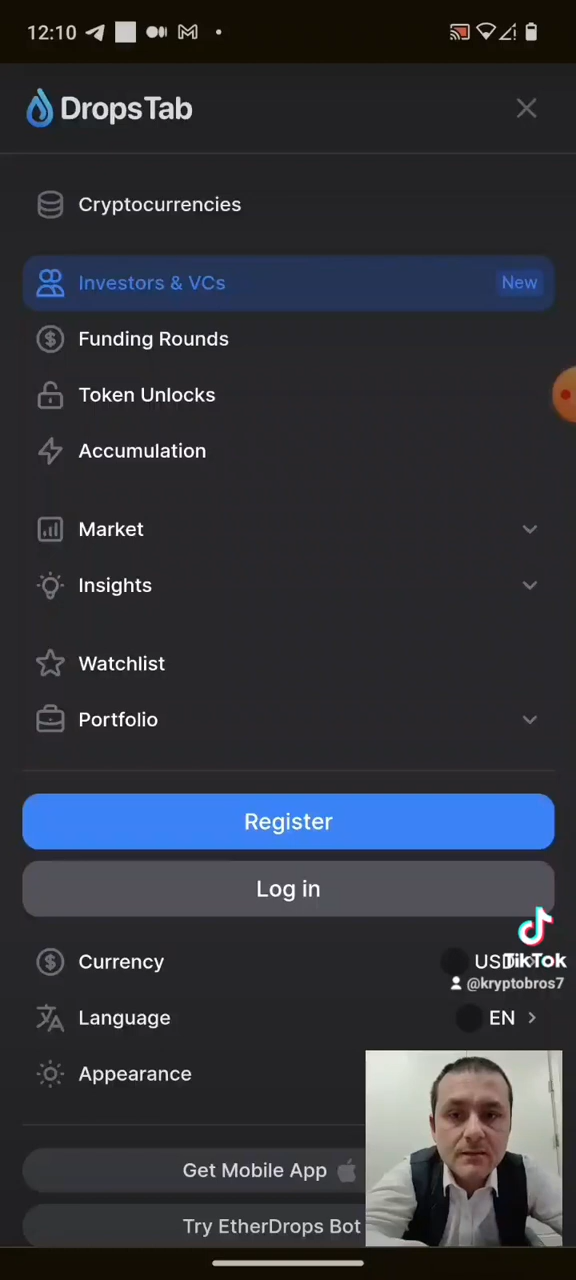 12:10
DropsTab
Cryptocurrencies
Investors & VCs New
Funding Rounds
Token Unlocks
Accumulation
Market
Insights
Watchlist
Portfolio
Register
Log in
Currency USD
TikTok
@kryptobros7
Language EN
Appearance
Get Mobile App
Try EtherDrops Bot